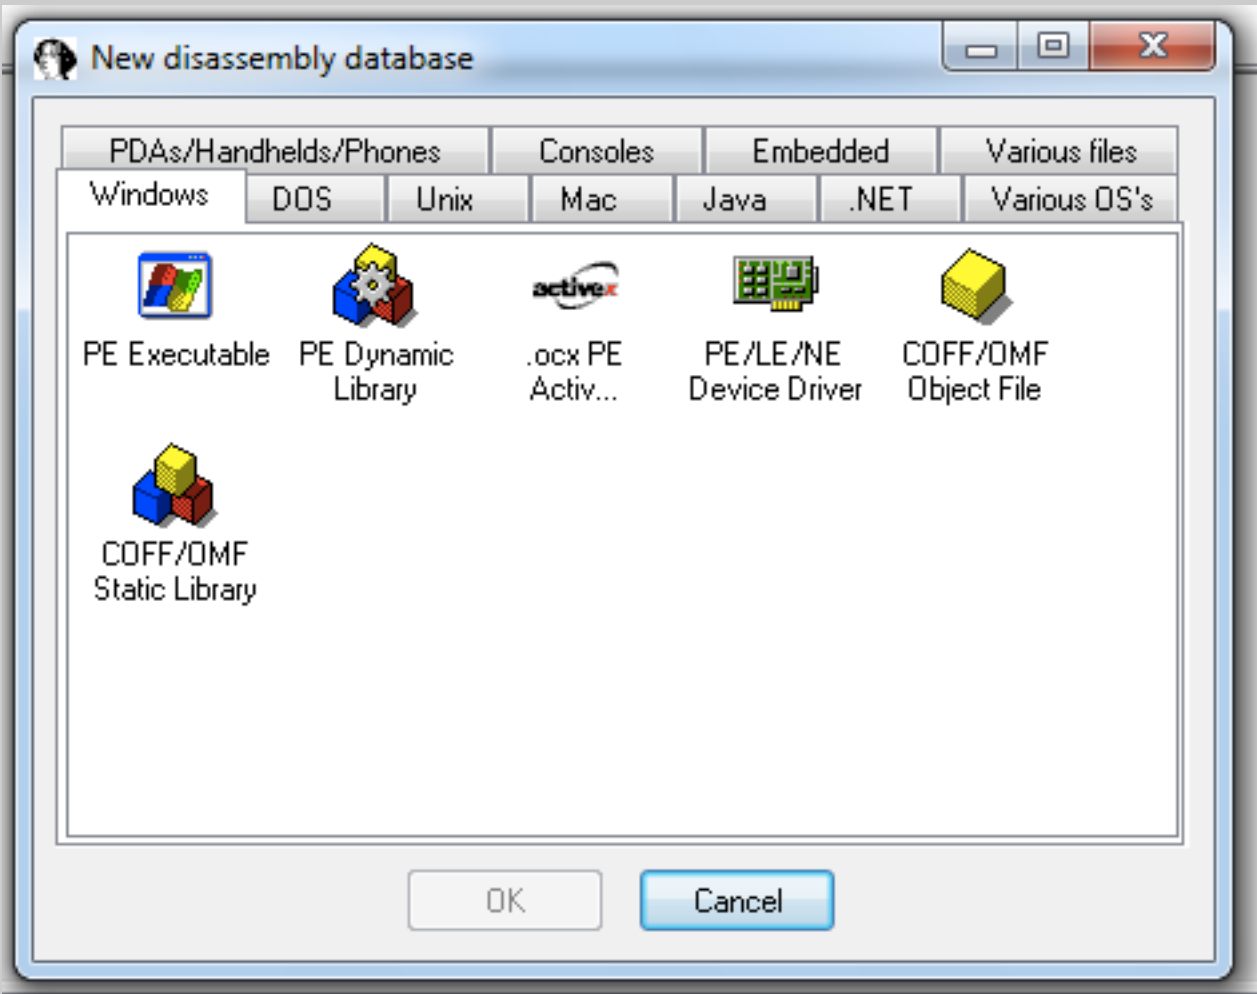 New disassembly database
PDAs/Handhelds/Phones Consoles Embedded Various files
Windows DOS Unix Mac Java .NET Various OS's
activex
PE Executable
PE Dynamic
Library
.ocx PE
Activ...
PE/LE/NE
Device Driver
COFF/OMF
Object File
COFF/OMF
Static Library
OK Cancel